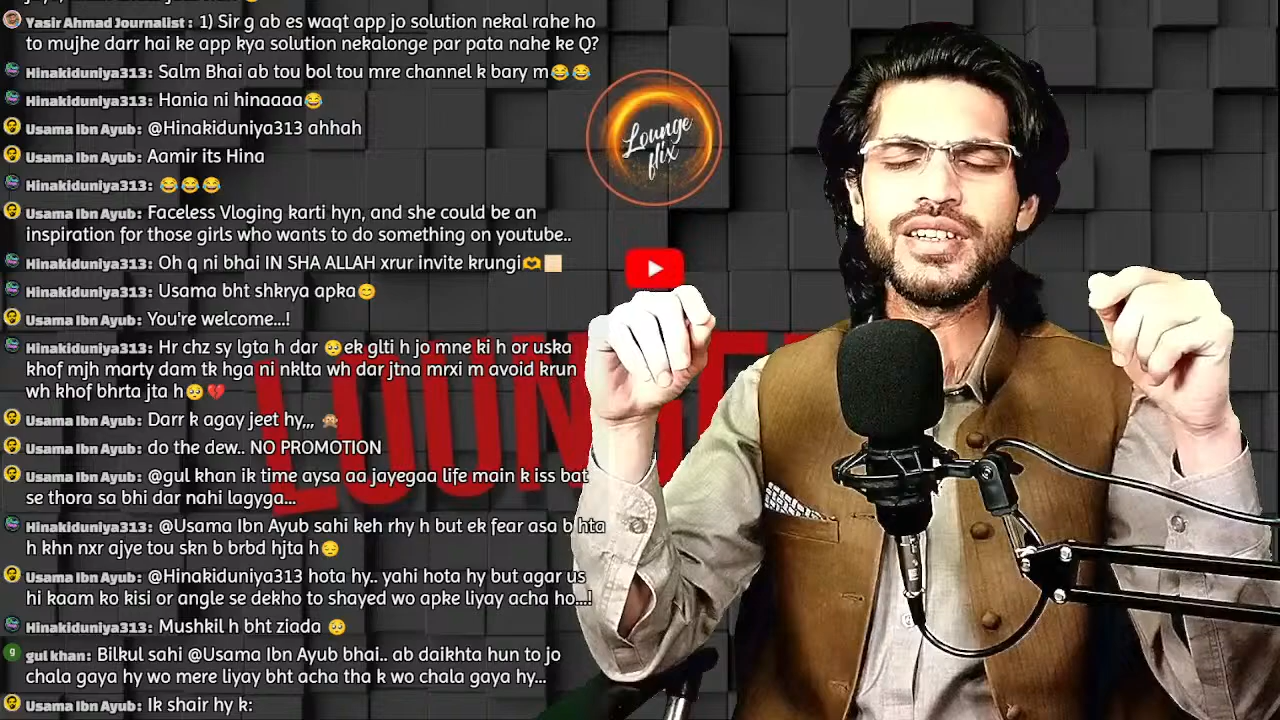 Yasir Ahmad Journalist : 1) Sir g ab es waqt app jo solution nekal rahe ho
to mujhe darr hai ke app kya solution nekalonge par pata nahe ke Q?
Hinakiduniya313: Salm Bhai ab tou bol tou mre channel k bary m😂😂
Hinakiduniya313: Hania ni hinaaaa😂
Usama Ibn Ayub: @Hinakiduniya313 ahhah
Usama Ibn Ayub: Aamir its Hina
Hinakiduniya313: 😂😂😂
Usama Ibn Ayub: Faceless Vloging karti hyn, and she could be an
inspiration for those girls who wants to do something on youtube..
Hinakiduniya313: Oh q ni bhai IN SHA ALLAH xrur invite krungi🫶🏻
Hinakiduniya313: Usama bht shkrya apka😊
Usama Ibn Ayub: You're welcome...!
Hinakiduniya313: Hr chz sy lgta h dar 🥺ek glti h jo mne ki h or uska
khof mjh marty dam tk hga ni nklta wh dar jtna mrxi m avoid krun
wh khof bhrta jta h🥺💔
Usama Ibn Ayub: Darr k agay jeet hy,,, 🙊
Usama Ibn Ayub: do the dew.. NO PROMOTION
Usama Ibn Ayub: @gul khan ik time aysa aa jayegaa life main k iss bat
se thora sa bhi dar nahi lagyga...
Hinakiduniya313: @Usama Ibn Ayub sahi keh rhy h but ek fear asa b hta
h khn nxr ajye tou skn b brbd hjta h😔
Usama Ibn Ayub: @Hinakiduniya313 hota hy.. yahi hota hy but agar us
hi kaam ko kisi or angle se dekho to shayed wo apke liyay acha ho...!
Hinakiduniya313: Mushkil h bht ziada 🥺
g gul khan: Bilkul sahi @Usama Ibn Ayub bhai.. ab daikhta hun to jo
chala gaya hy wo mere liyay bht acha tha k wo chala gaya hy...
Usama Ibn Ayub: Ik shair hy k:
Lounge
flix